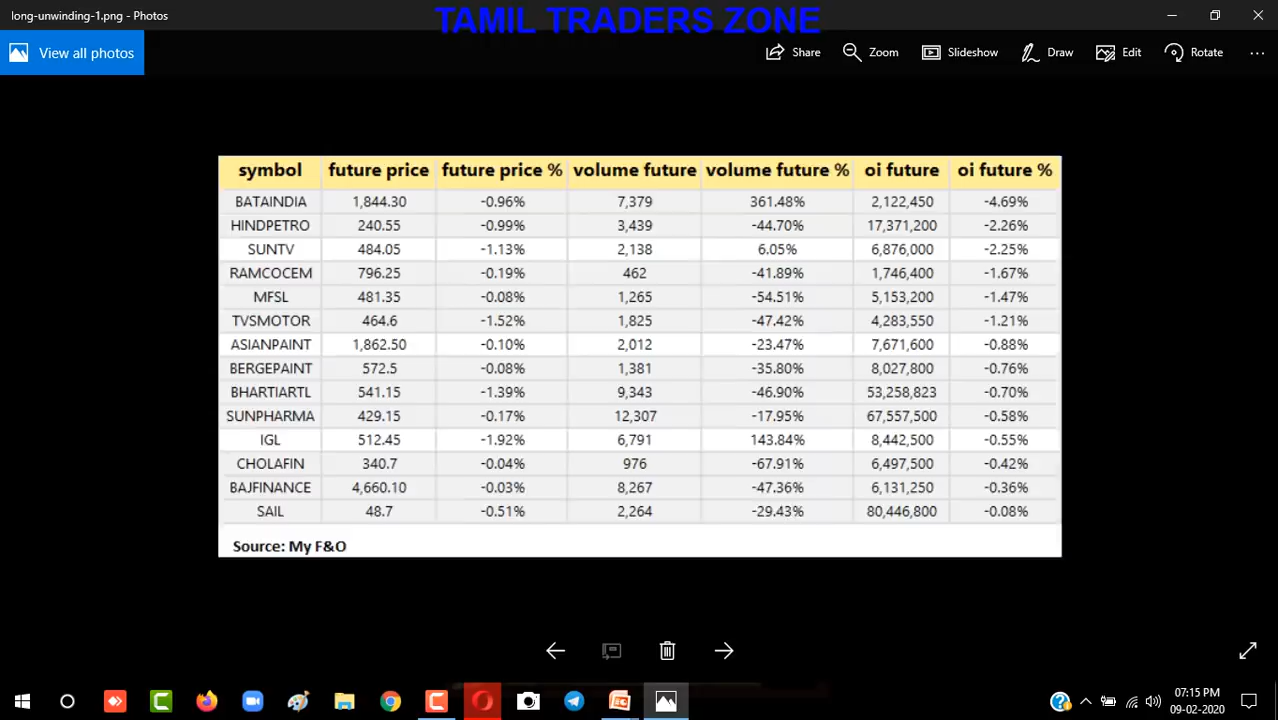 long-unwinding-1.png - Photos
TAMIL TRADERS ZONE
View all photos
Share Zoom Slideshow Draw Edit Rotate ...
symbol future price future price % volume future volume future % oi future oi future %
BATAINDIA 1,844.30 -0.96% 7,379 361.48% 2,122,450 -4.69%
HINDPETRO 240.55 -0.99% 3,439 -44.70% 17,371,200 -2.26%
SUNTV 484.05 -1.13% 2,138 6.05% 6,876,000 -2.25%
RAMCOCEM 796.25 -0.19% 462 -41.89% 1,746,400 -1.67%
MFSL 481.35 -0.08% 1,265 -54.51% 5,153,200 -1.47%
TVSMOTOR 464.6 -1.52% 1,825 -47.42% 4,283,550 -1.21%
ASIANPAINT 1,862.50 -0.10% 2,012 -23.47% 7,671,600 -0.88%
BERGEPAINT 572.5 -0.08% 1,381 -35.80% 8,027,800 -0.76%
BHARTIARTL 541.15 -1.39% 9,343 -46.90% 53,258,823 -0.70%
SUNPHARMA 429.15 -0.17% 12,307 -17.95% 67,557,500 -0.58%
IGL 512.45 -1.92% 6,791 143.84% 8,442,500 -0.55%
CHOLAFIN 340.7 -0.04% 976 -67.91% 6,497,500 -0.42%
BAJFINANCE 4,660.10 -0.03% 8,267 -47.36% 6,131,250 -0.36%
SAIL 48.7 -0.51% 2,264 -29.43% 80,446,800 -0.08%
Source: My F&O
07:15 PM
09-02-2020